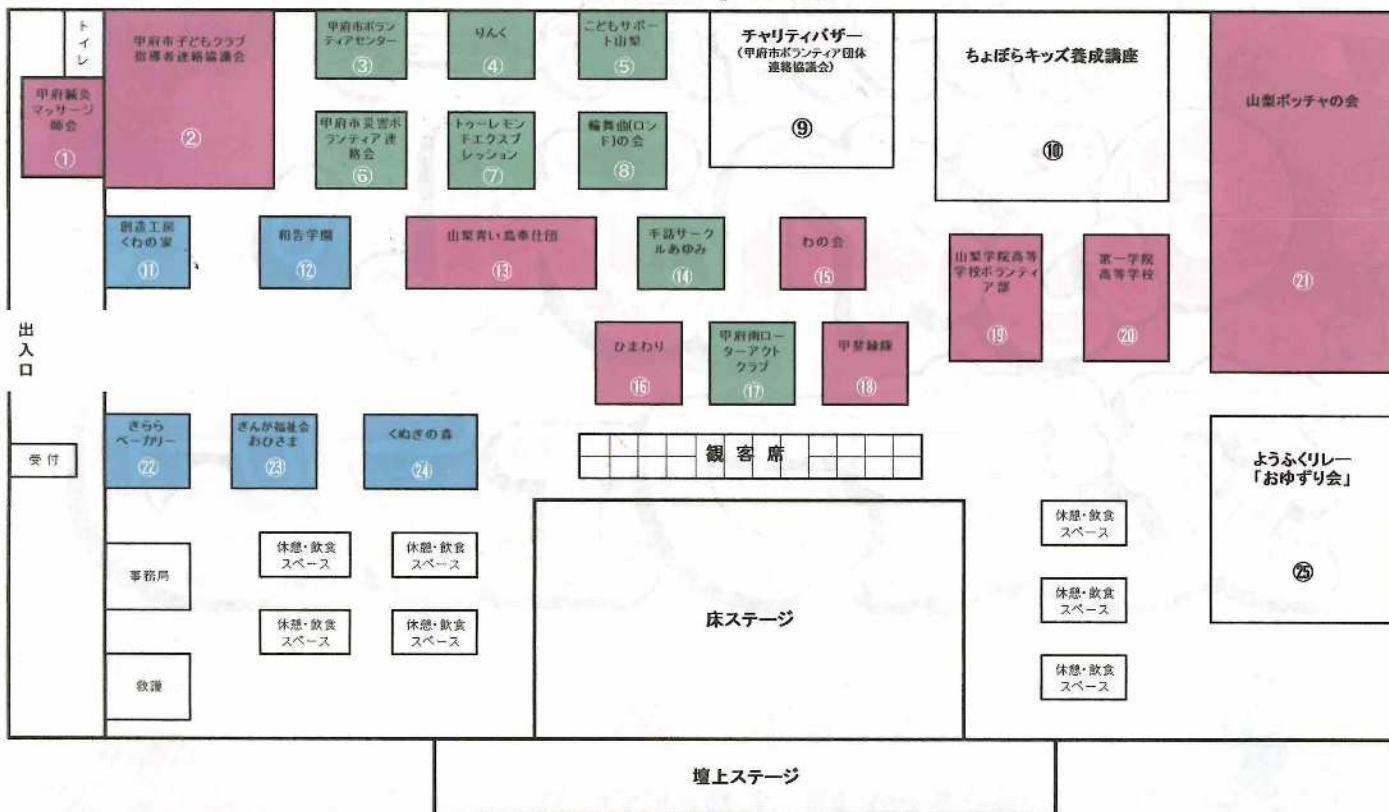 トイレ
甲府鍼灸
マッサージ
師会
①
甲府市子どもクラブ
指導者連絡協議会
②
甲府市ボラン
ティアセンター
③
りんく
④
こどもサポー
ト山梨
⑤
甲府市災害ボ
ランティア連
絡会
⑥
トゥーレモン
ドエクスプ
レッション
⑦
輪舞曲(ロン
ド)の会
⑧
チャリティバザー
(甲府市ボランティア団体
連絡協議会)
⑨
ちょボらキッズ養成講座
⑩
山梨ボッチャの会
㉑
創造工房
くわの家
⑪
和告学園
⑫
山梨青い鳥奉仕団
⑬
手話サーク
ルあゆみ
⑭
わの会
⑮
山梨学院高等
学校ボランティ
ア部
⑲
第一学院
高等学校
⑳
出入口
ひまわり
⑯
甲府南ロー
ターアクト
クラブ
⑰
甲斐縁隊
⑱
受付
きらら
ベーカリー
㉒
ぎんが福祉会
おひさま
㉓
くぬぎの森
㉔
観客席
ようふくリレー
「おゆずり会」
㉕
事務局
救護
休憩・飲食
スペース
休憩・飲食
スペース
休憩・飲食
スペース
休憩・飲食
スペース
床ステージ
休憩・飲食
スペース
休憩・飲食
スペース
休憩・飲食
スペース
壇上ステージ